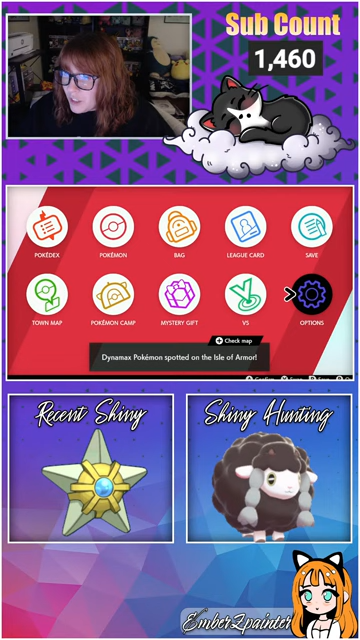 Sub Count
1,460
POKÉDEX
POKÉMON
BAG
LEAGUE CARD
SAVE
TOWN MAP
POKÉMON CAMP
MYSTERY GIFT
VS
OPTIONS
Check map
Dynamax Pokémon spotted on the Isle of Armor!
Recent Shiny
Shiny Hunting
EmberZpainter